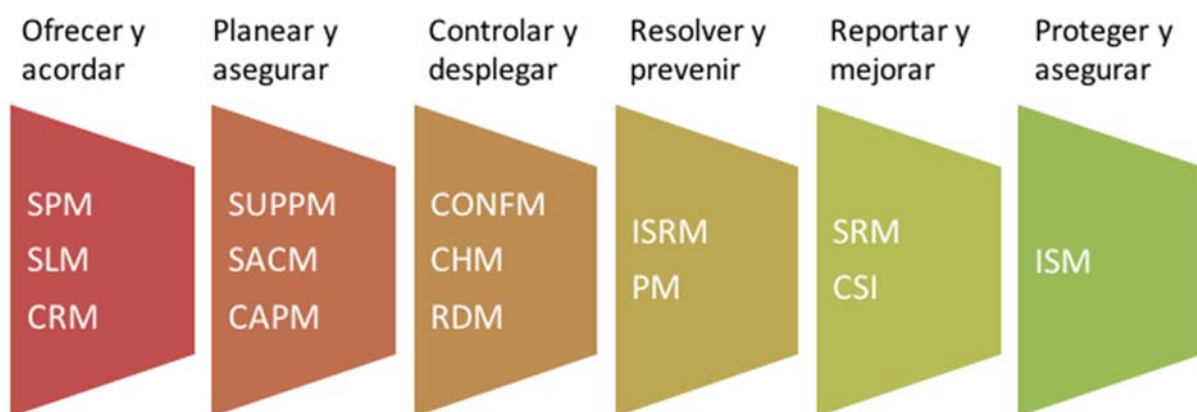 Ofrecer y
acordar
Planear y
asegurar
Controlar y
desplegar
Resolver y
prevenir
Reportar y
mejorar
Proteger y
asegurar
SPM
SLM
CRM
SUPPM
SACM
CAPM
CONFM
CHM
RDM
ISRM
PM
SRM
CSI
ISM